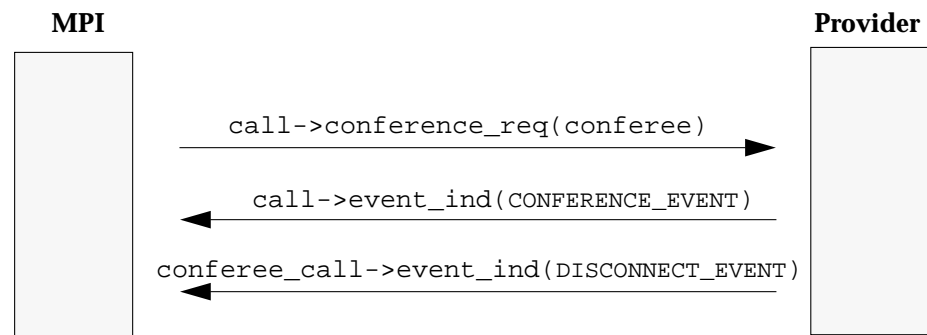 MPI Provider
call->conference_req(conferee)
call->event_ind(CONFERENCE_EVENT)
conferee_call->event_ind(DISCONNECT_EVENT)